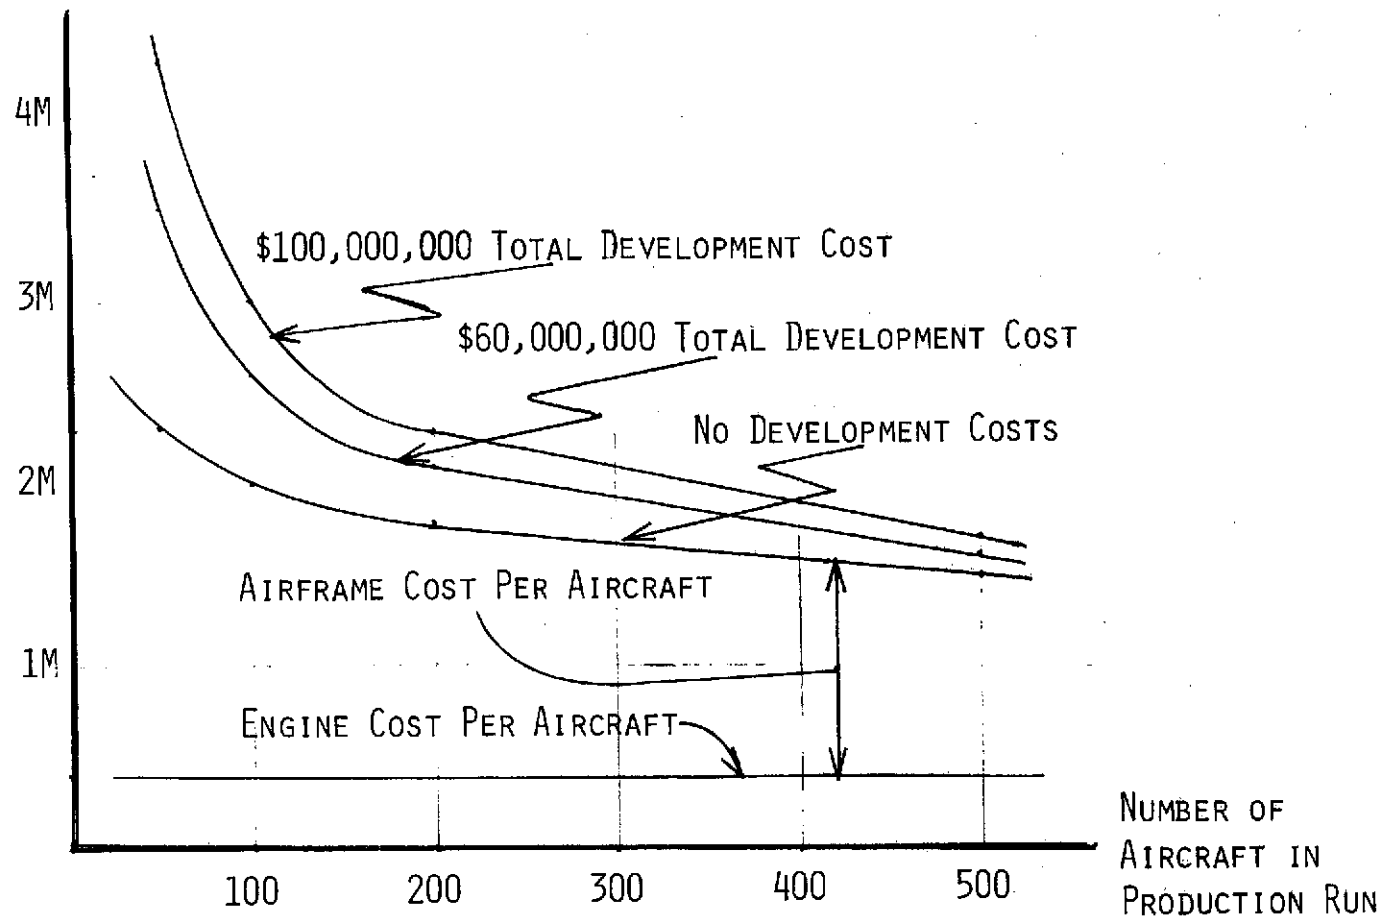 4M
$100,000,000 TOTAL DEVELOPMENT COST
3M
$60,000,000 TOTAL DEVELOPMENT COST
NO DEVELOPMENT COSTS
2M
AIRFRAME COST PER AIRCRAFT
1M
ENGINE COST PER AIRCRAFT
NUMBER OF
AIRCRAFT IN
PRODUCTION RUN
100 200 300 400 500